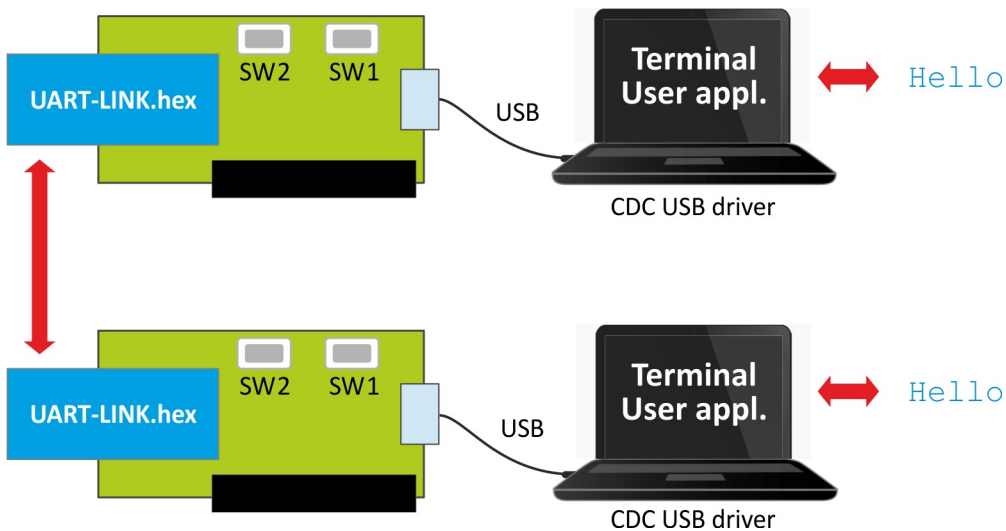 SW2
SW1
UART-LINK.hex
USB
Terminal
User appl.
Hello
CDC USB driver
SW2
SW1
UART-LINK.hex
USB
Terminal
User appl.
Hello
CDC USB driver